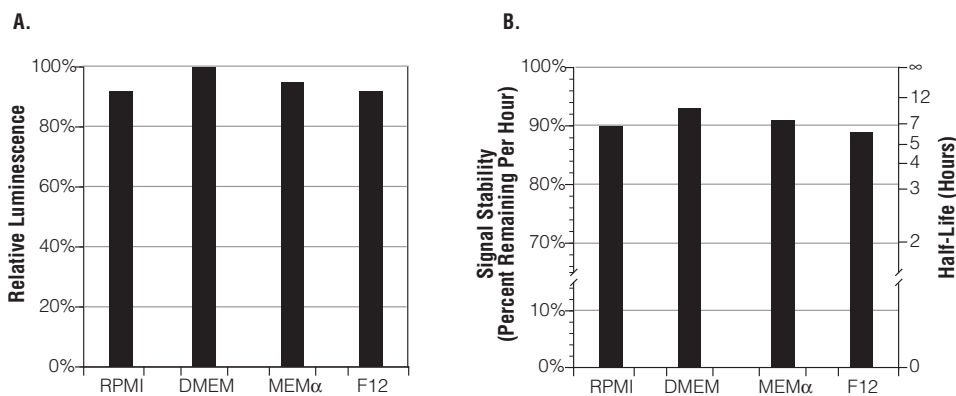 A.
Relative Luminescence
100%
80%
60%
40%
20%
0%
RPMI DMEM MEMα F12
B.
Signal Stability
(Percent Remaining Per Hour)
100%
90%
80%
70%
10%
0%
RPMI DMEM MEMα F12
∞
12
7
5
4
3
2
0
Half-Life (Hours)